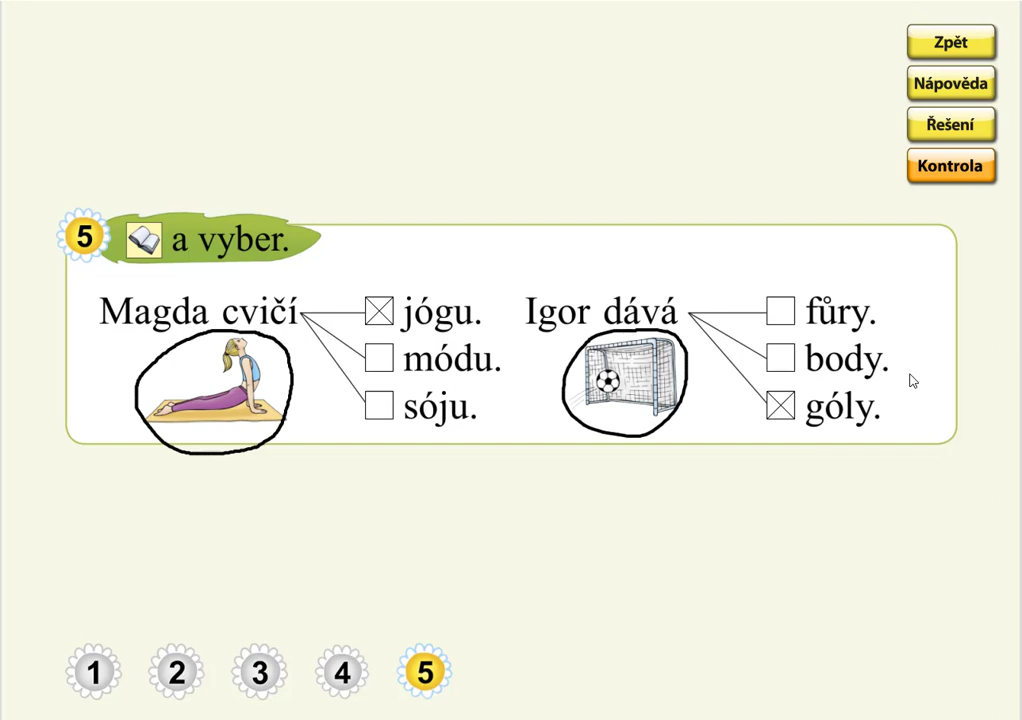 Zpět
Nápověda
Řešení
Kontrola
5 a vyber.
Magda cvičí
jógu.
módu.
sóju.
Igor dává
fůry.
body.
góly.
1 2 3 4 5